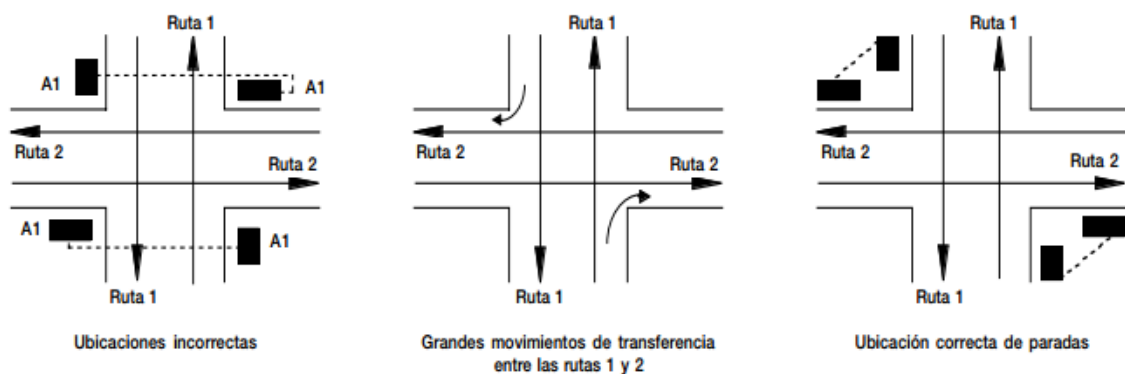 Ruta 1
A1
A1
Ruta 2
Ruta 2
A1
A1
Ruta 1
Ubicaciones incorrectas
Ruta 1
Ruta 2
Ruta 2
Ruta 1
Grandes movimientos de transferencia
entre las rutas 1 y 2
Ruta 1
Ruta 2
Ruta 2
Ruta 1
Ubicación correcta de paradas